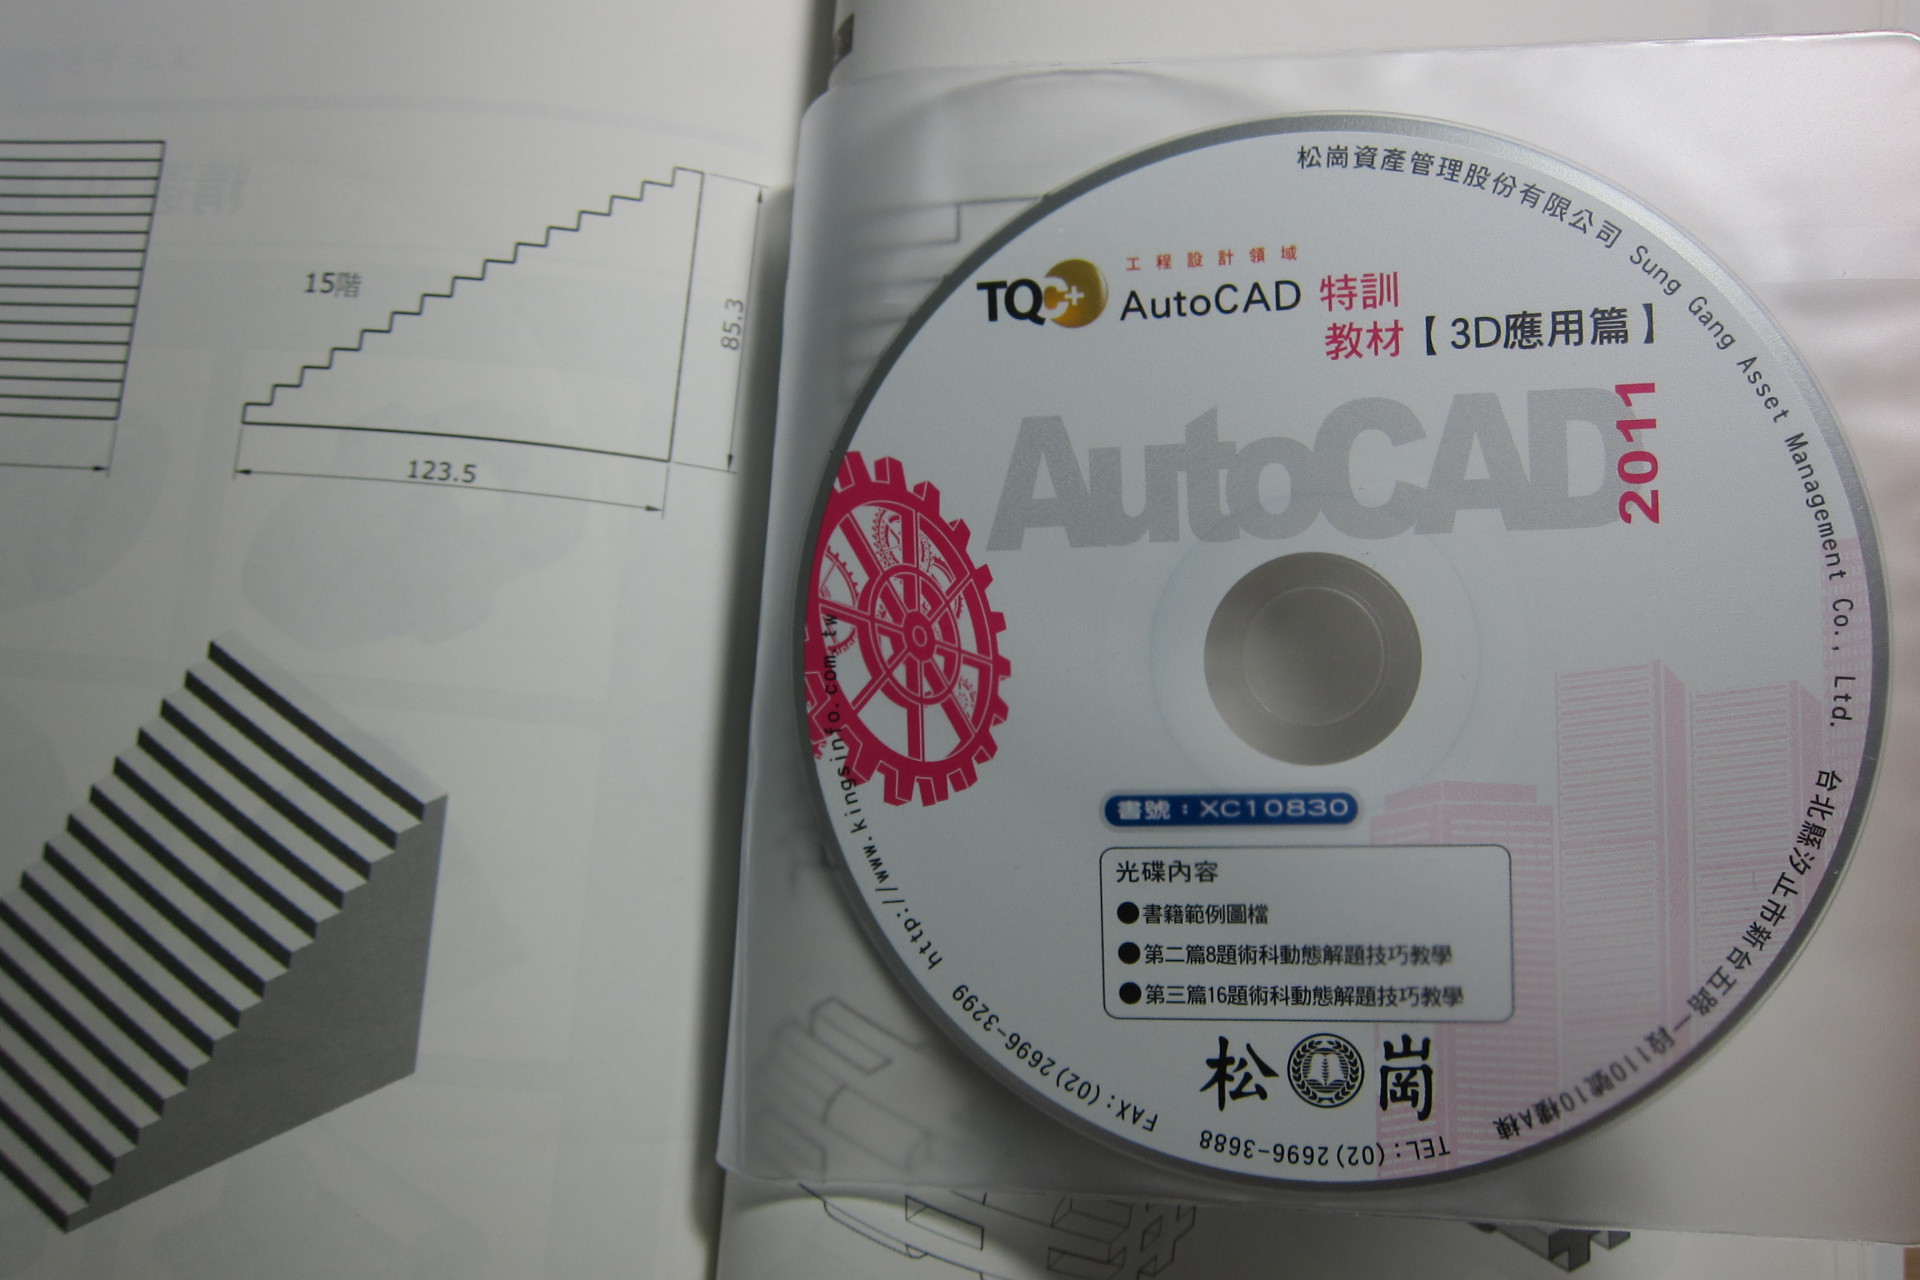 15階
85.3
123.5
松崗資產管理股份有限公司 Sung Gang Asset Management Co., Ltd. 台北縣汐止市新台五路一段110號10樓A棟
TEL:(02)2696-3688
FAX:(02)2696-3299
http://www.kingsinfo.com.tw
TQC+
工程設計領域
AutoCAD 特訓
教材【3D應用篇】
AutoCAD
2011
書號：XC10830
光碟內容
●書籍範例圖檔
●第二篇8題術科動態解題技巧教學
●第三篇16題術科動態解題技巧教學
松崗